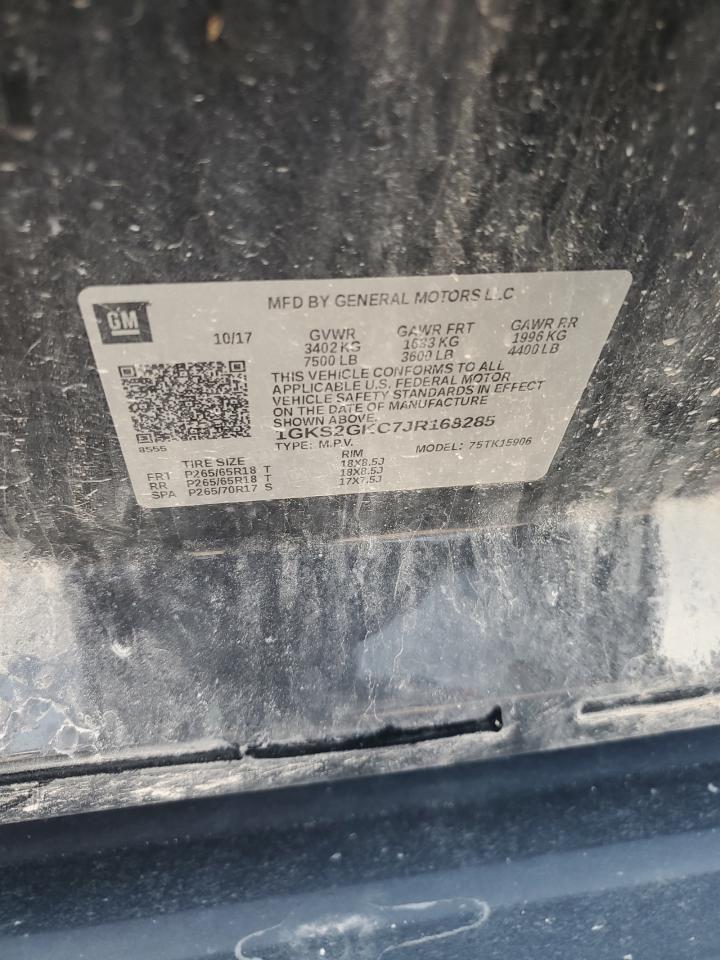 GM
MFD BY GENERAL MOTORS LLC
10/17 GVWR GAWR FRT GAWR RR
3402 KG 1633 KG 1996 KG
7500 LB 3600 LB 4400 LB
THIS VEHICLE CONFORMS TO ALL
APPLICABLE U.S. FEDERAL MOTOR
VEHICLE SAFETY STANDARDS IN EFFECT
ON THE DATE OF MANUFACTURE
SHOWN ABOVE.
1GKS2GKC7JR168285
8555 TYPE: M.P.V. MODEL: 75TK15906
TIRE SIZE RIM
FRT P265/65R18 T 18X8.5J
RR P265/65R18 T 18X8.5J
SPA P265/70R17 S 17X7.5J